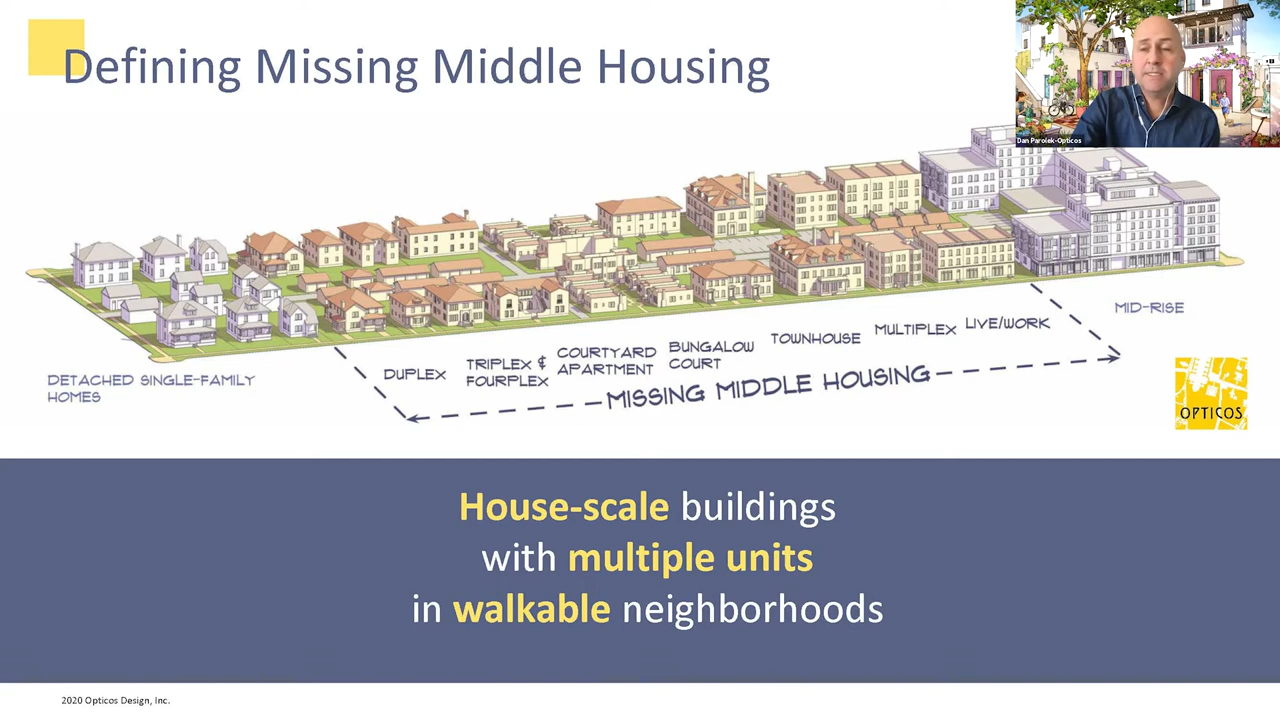 Defining Missing Middle Housing
Dan Parolek-Opticos
MID-RISE
LIVE/WORK
MULTIPLEX
TOWNHOUSE
BUNGALOW
COURT
COURTYARD
APARTMENT
TRIPLEX &
FOURPLEX
DUPLEX
DETACHED SINGLE-FAMILY
HOMES
MISSING MIDDLE HOUSING
OPTICOS
House-scale buildings
with multiple units
in walkable neighborhoods
2020 Opticos Design, Inc.